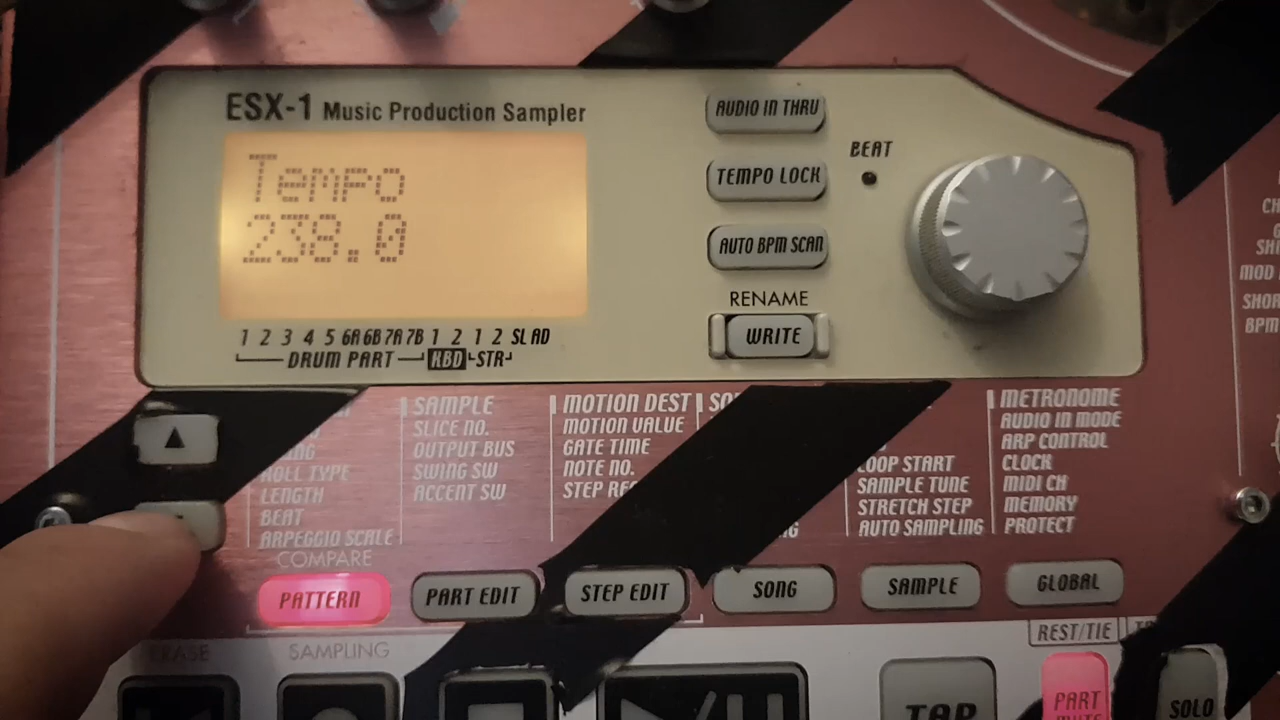 ESX-1 Music Production Sampler
Tempo
238.0
1 2 3 4 5 6A 6B 7A 7B 1 2 1 2 SL AD
DRUM PART KBD STR
AUDIO IN THRU
TEMPO LOCK
AUTO BPM SCAN
RENAME
WRITE
BEAT
ROLL TYPE
LENGTH
BEAT
ARPEGGIO SCALE
COMPARE
SAMPLE
SLICE NO.
OUTPUT BUS
SWING SW
ACCENT SW
MOTION DEST
MOTION VALUE
GATE TIME
NOTE NO.
STEP
LOOP START
SAMPLE TUNE
STRETCH STEP
AUTO SAMPLING
METRONOME
AUDIO IN MODE
ARP CONTROL
CLOCK
MIDI CH
MEMORY
PROTECT
MOD
BPM
PATTERN
PART EDIT
STEP EDIT
SONG
SAMPLE
GLOBAL
ERASE
SAMPLING
REST/TIE
TAP
PART
MUTE
SOLO